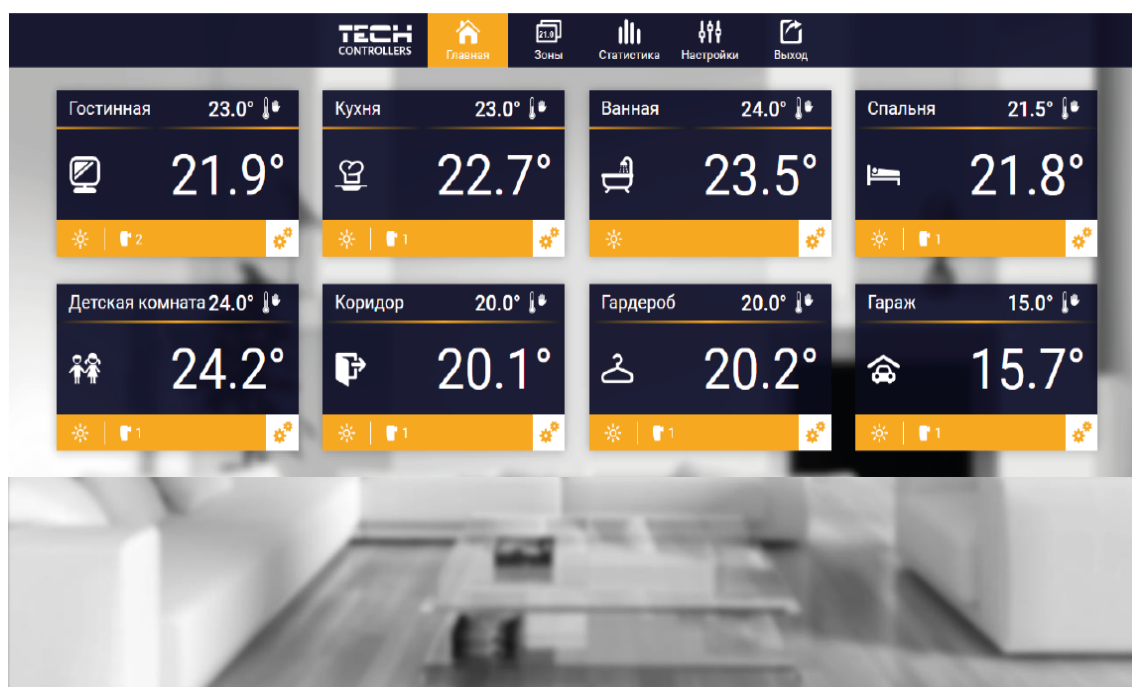 TECH
CONTROLLERS
Главная
21.0
Зоны
Статистика
Настройки
Выход
Гостинная 23.0°
21.9°
2
Кухня 23.0°
22.7°
1
Ванная 24.0°
23.5°
Спальня 21.5°
21.8°
1
Детская комната 24.0°
24.2°
1
Коридор 20.0°
20.1°
1
Гардероб 20.0°
20.2°
1
Гараж 15.0°
15.7°
1